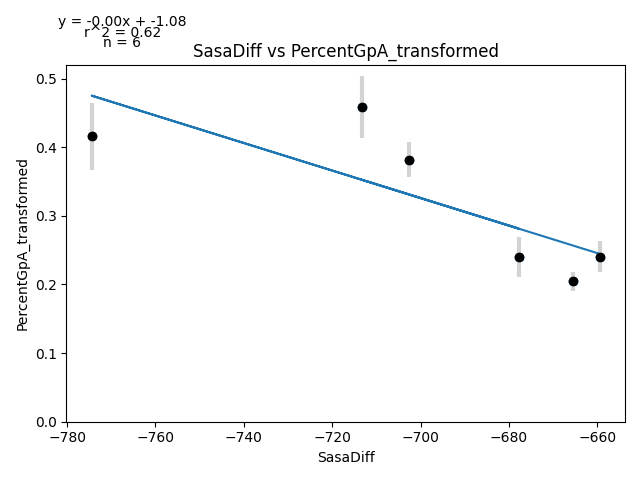 y = -0.00x + -1.08
r^2 = 0.62
n = 6
SasaDiff vs PercentGpA_transformed
0.5
0.4
0.3
0.2
0.1
0.0
PercentGpA_transformed
−780
−760
−740
−720
−700
−680
−660
SasaDiff